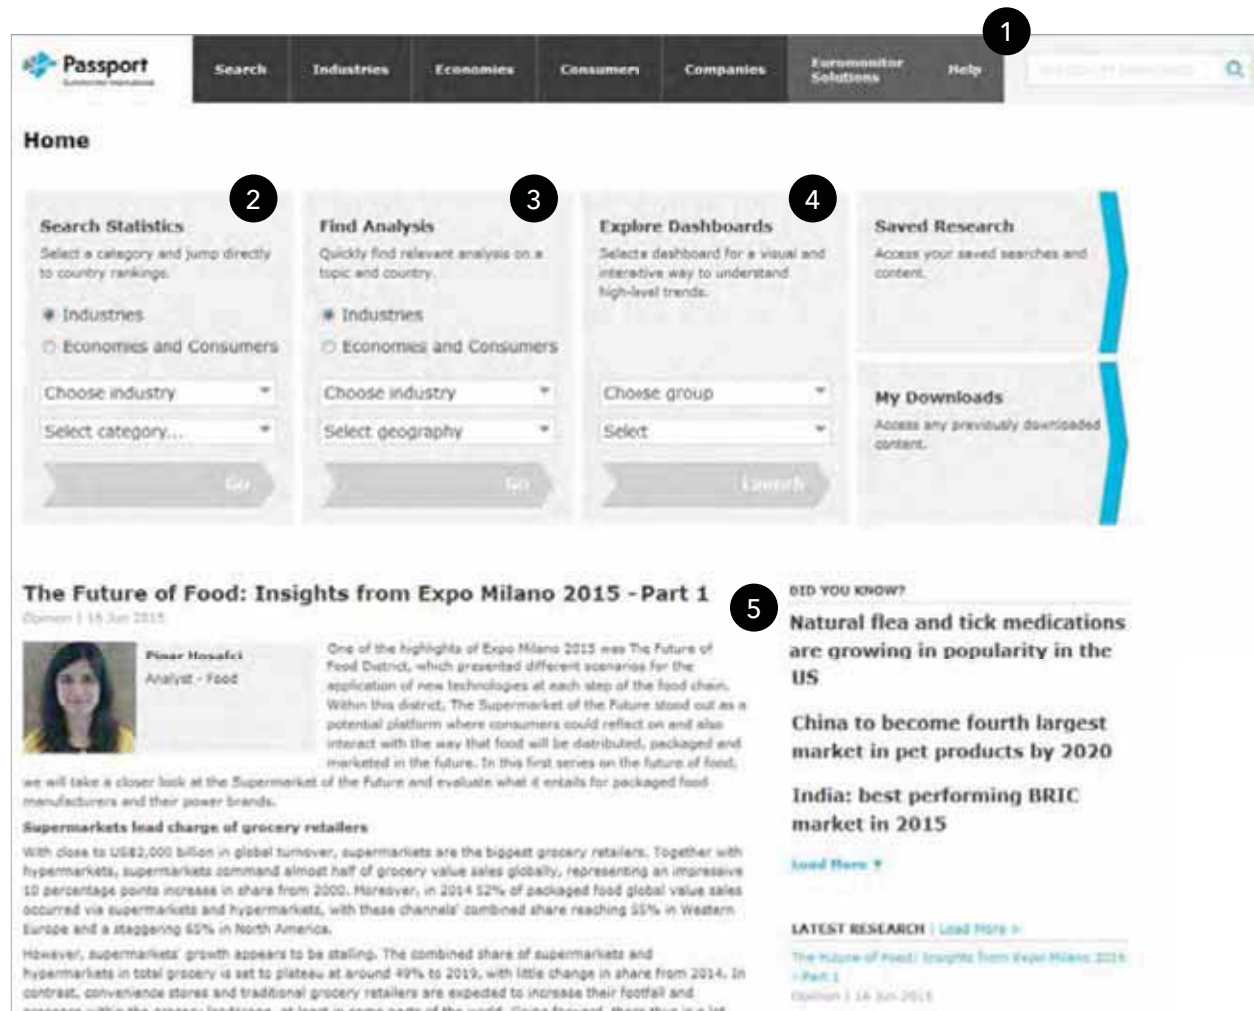 1
Passport
Search
Industries
Economies
Consumers
Companies
Euromonitor
Solutions
Help
Home
2
Search Statistics
Select a category and jump directly
to country rankings.
Industries
Economies and Consumers
Choose industry
Select category...
Go
3
Find Analysis
Quickly find relevant analysis on a
topic and country.
Industries
Economies and Consumers
Choose industry
Select geography
Go
4
Explore Dashboards
Select a dashboard for a visual and
interactive way to understand
high-level trends.
Choose group
Select
Launch
Saved Research
Access your saved searches and
content.
My Downloads
Access any previously downloaded
content.
The Future of Food: Insights from Expo Milano 2015 - Part 1
Opinion | 16 Jun 2015
Pinar Hosafci
Analyst - Food
One of the highlights of Expo Milano 2015 was The Future of
Food District, which presented different scenarios for the
application of new technologies at each step of the food chain.
Within this district, The Supermarket of the Future stood out as a
potential platform where consumers could reflect on and also
interact with the way that food will be distributed, packaged and
marketed in the future. In this first series on the future of food,
we will take a closer look at the Supermarket of the Future and evaluate what it entails for packaged food
manufacturers and their power brands.
Supermarkets lead charge of grocery retailers
With close to US$2,000 billion in global turnover, supermarkets are the biggest grocery retailers. Together with
hypermarkets, supermarkets command almost half of grocery value sales globally, representing an impressive
10 percentage points increase in share from 2000. Moreover, in 2014 52% of packaged food global value sales
occurred via supermarkets and hypermarkets, with these channels' combined share reaching 55% in Western
Europe and a staggering 65% in North America.
However, supermarkets' growth appears to be stalling. The combined share of supermarkets and
hypermarkets in total grocery is set to plateau at around 49% to 2019, with little change in share from 2014. In
contrast, convenience stores and traditional grocery retailers are expected to increase their footfall and
5
DID YOU KNOW?
Natural flea and tick medications
are growing in popularity in the
US
China to become fourth largest
market in pet products by 2020
India: best performing BRIC
market in 2015
Load More
LATEST RESEARCH | Load More >
The Future of Food: Insights from Expo Milano 2015
- Part 1
Opinion | 16 Jun 2015